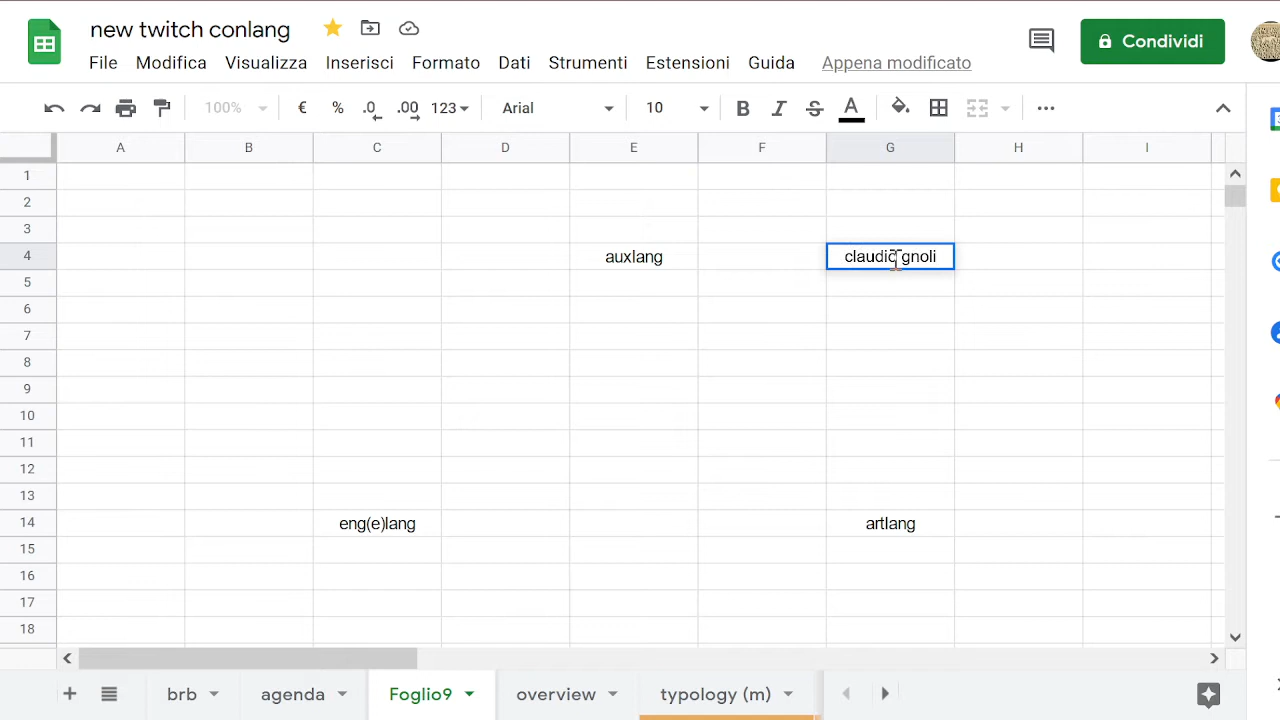 new twitch conlang
File Modifica Visualizza Inserisci Formato Dati Strumenti Estensioni Guida Appena modificato
Condividi
100% € % .0 .00 123 Arial 10 B I S A
A B C D E F G H I
1
2
3
4 auxlang claudio gnoli
5
6
7
8
9
10
11
12
13
14 eng(e)lang artlang
15
16
17
18
brb agenda Foglio9 overview typology (m)